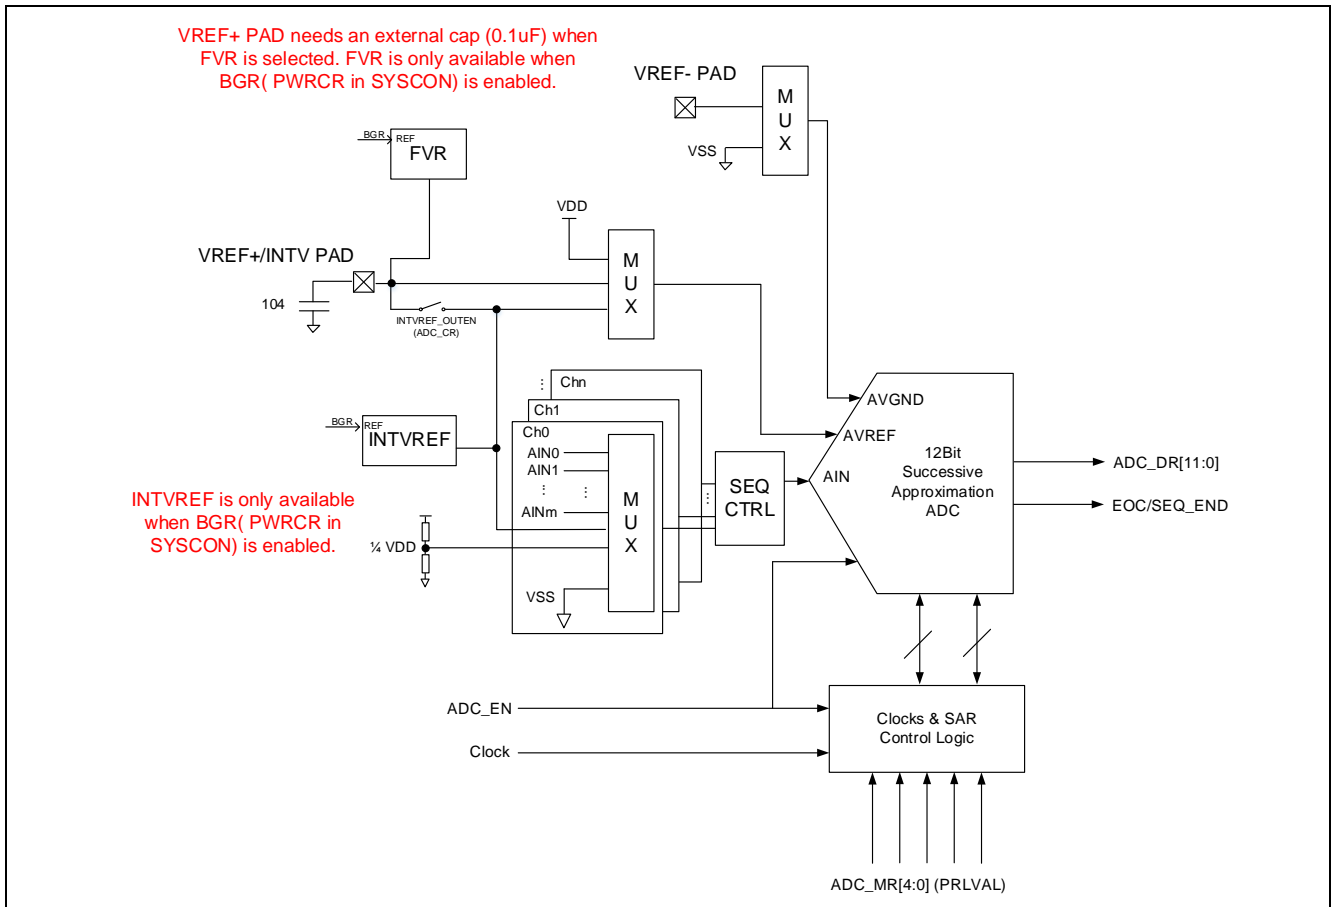 VREF+ PAD needs an external cap (0.1uF) when
FVR is selected. FVR is only available when
BGR( PWRCR in SYSCON) is enabled.
VREF- PAD
M
U
X
VSS
BGR
REF
FVR
VDD
VREF+/INTV PAD
M
U
X
104
INTVREF_OUTEN
(ADC_CR)
Chn
Ch1
Ch0
AVGND
BGR
REF
INTVREF
AVREF
AIN0
AIN1
AINm
M
U
X
SEQ
CTRL
AIN
12Bit
Successive
Approximation
ADC
ADC_DR[11:0]
EOC/SEQ_END
INTVREF is only available
when BGR( PWRCR in
SYSCON) is enabled.
¼ VDD
VSS
ADC_EN
Clocks & SAR
Control Logic
Clock
ADC_MR[4:0] (PRLVAL)